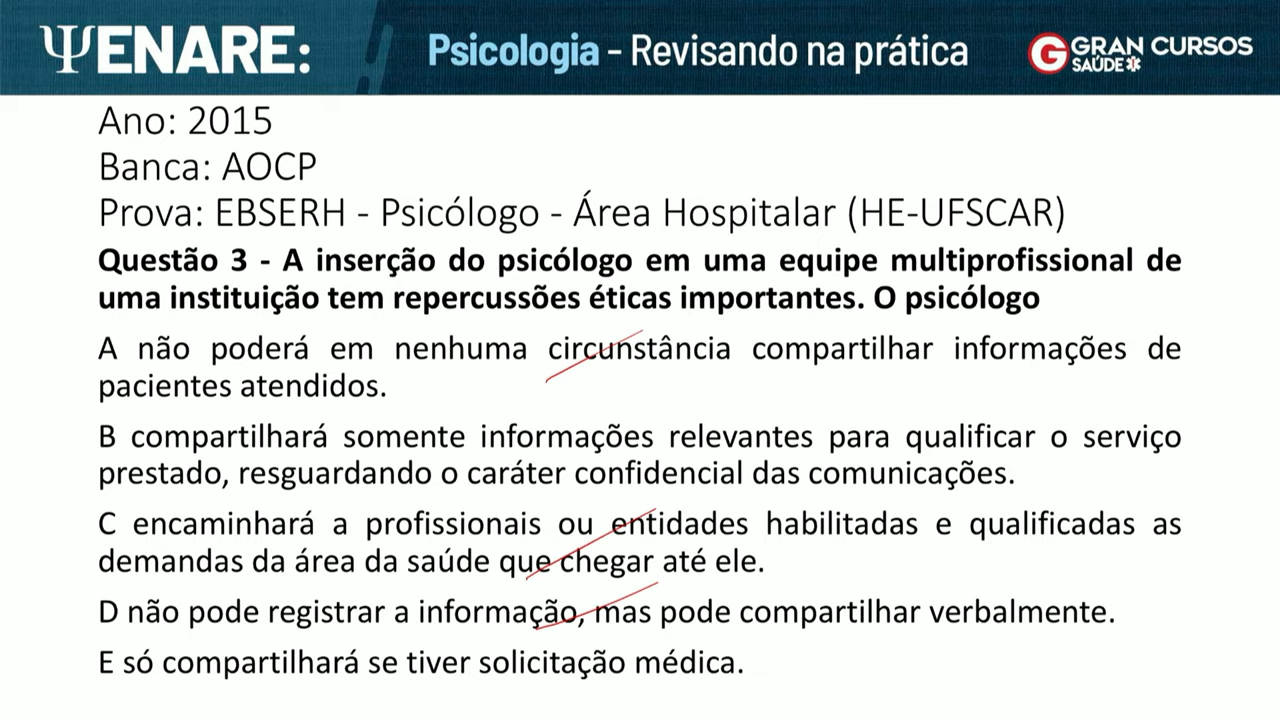 ΨENARE:
Psicologia - Revisando na prática
GRAN CURSOS
SAÚDE
Ano: 2015
Banca: AOCP
Prova: EBSERH - Psicólogo - Área Hospitalar (HE-UFSCAR)
Questão 3 - A inserção do psicólogo em uma equipe multiprofissional de
uma instituição tem repercussões éticas importantes. O psicólogo
A não poderá em nenhuma circunstância compartilhar informações de
pacientes atendidos.
B compartilhará somente informações relevantes para qualificar o serviço
prestado, resguardando o caráter confidencial das comunicações.
C encaminhará a profissionais ou entidades habilitadas e qualificadas as
demandas da área da saúde que chegar até ele.
D não pode registrar a informação, mas pode compartilhar verbalmente.
E só compartilhará se tiver solicitação médica.